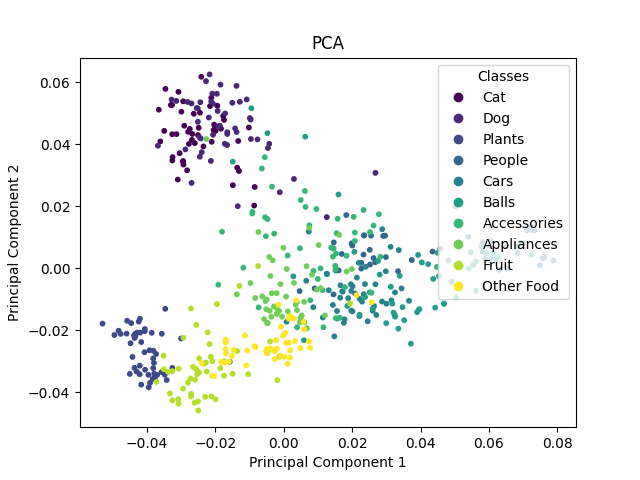 PCA
Classes
Cat
Dog
Plants
People
Cars
Balls
Accessories
Appliances
Fruit
Other Food
0.06
0.04
0.02
0.00
−0.02
−0.04
Principal Component 2
−0.04
−0.02
0.00
0.02
0.04
0.06
0.08
Principal Component 1